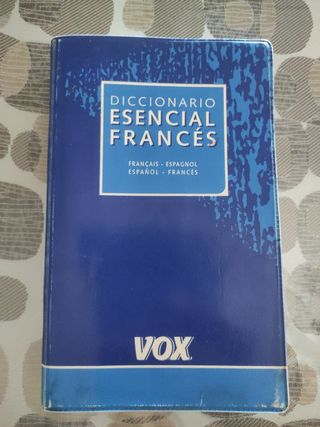 DICCIONARIO
ESENCIAL
FRANCÉS
FRANÇAIS - ESPAGNOL
ESPAÑOL - FRANCÉS
VOX